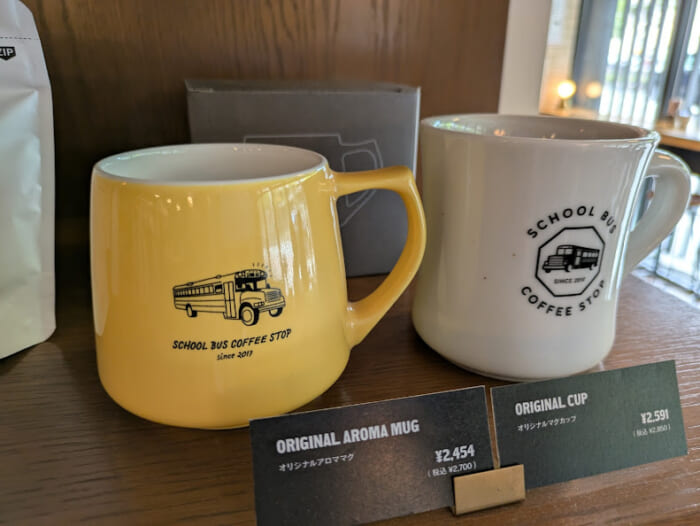 ZIP
SCHOOL BUS COFFEE STOP
since 2017
SCHOOL BUS
SINCE 2017
COFFEE STOP
ORIGINAL AROMA MUG
オリジナルアロママグ
¥2,454
(税込 ¥2,700)
ORIGINAL CUP
オリジナルマグカップ
¥2,591
(税込 ¥2,850)